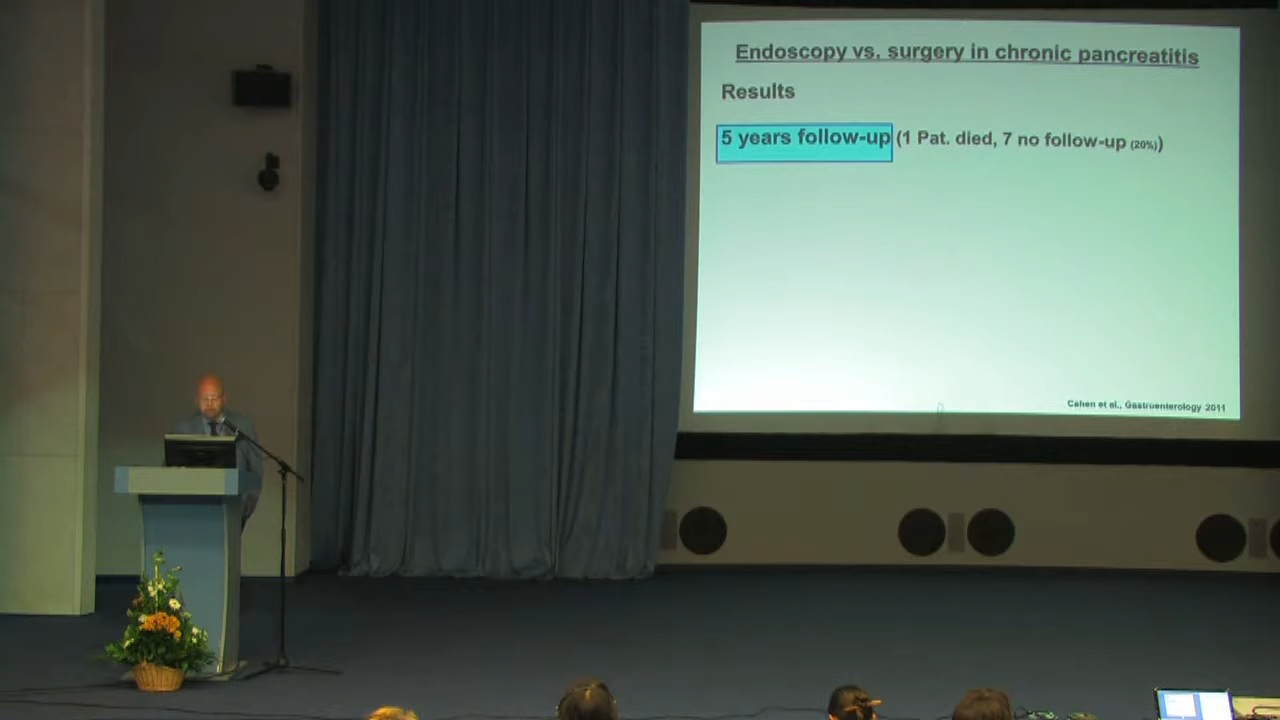 Endoscopy vs. surgery in chronic pancreatitis
Results
5 years follow-up (1 Pat. died, 7 no follow-up (20%))
Cahen et al., Gastroenterology 2011